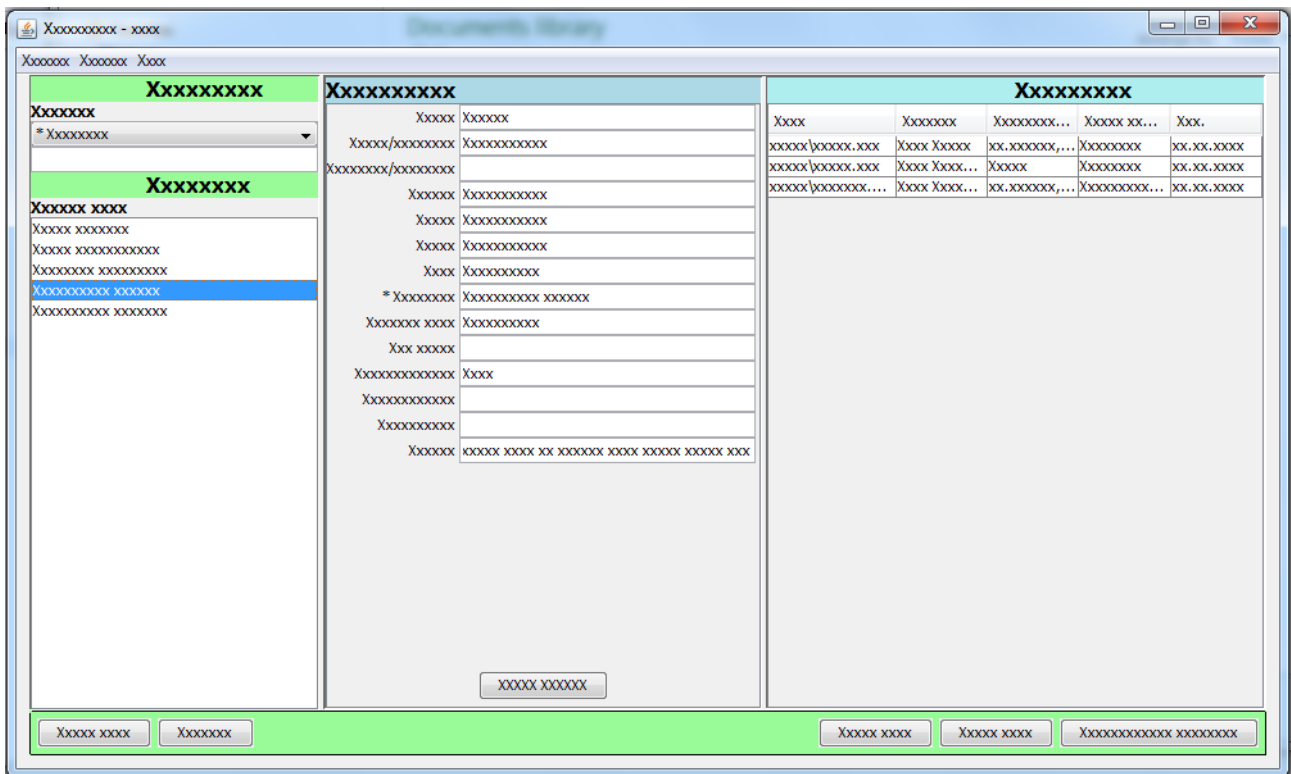 Documents library
Xxxxxxxxxx - xxxx
Xxxxxxx Xxxxxxx Xxxx
Xxxxxxxxx
Xxxxxxx
* Xxxxxxxx
Xxxxxxxx
Xxxxxx xxxx
Xxxxx xxxxxxx
Xxxxx xxxxxxxxxxx
Xxxxxxxx xxxxxxxxx
Xxxxxxxxxx xxxxxx
Xxxxxxxxxx xxxxxxx
Xxxxxxxxxx
Xxxxx Xxxxxx
Xxxxx/xxxxxxxx Xxxxxxxxxxx
Xxxxxxxx/xxxxxxxx
Xxxxxx Xxxxxxxxxxx
Xxxxx Xxxxxxxxxxx
Xxxxx Xxxxxxxxxxx
Xxxx Xxxxxxxxxx
* Xxxxxxxx Xxxxxxxxxx xxxxxx
Xxxxxxx xxxx Xxxxxxxxxx
Xxx xxxxx
Xxxxxxxxxxxxx Xxxx
Xxxxxxxxxxxx
Xxxxxxxxxx
Xxxxxx xxxxx xxxx xx xxxxxx xxxx xxxxx xxxxx xxx
XXXXX XXXXXX
Xxxxxxxxx
Xxxx Xxxxxxx Xxxxxxxx... Xxxxx xx... Xxx.
xxxxx\xxxxx.xxx Xxxx Xxxxx xx.xxxxxx,... Xxxxxxxx xx.xx.xxxx
xxxxx\xxxxx.xxx Xxxx Xxxx... Xxxxx Xxxxxxxx xx.xx.xxxx
xxxxx\xxxxxxx.... Xxxx Xxxx... xx.xxxxxx,... Xxxxxxxxx... xx.xx.xxxx
Xxxxx xxxx Xxxxxxx Xxxxx xxxx Xxxxx xxxx Xxxxxxxxxxxx xxxxxxxx